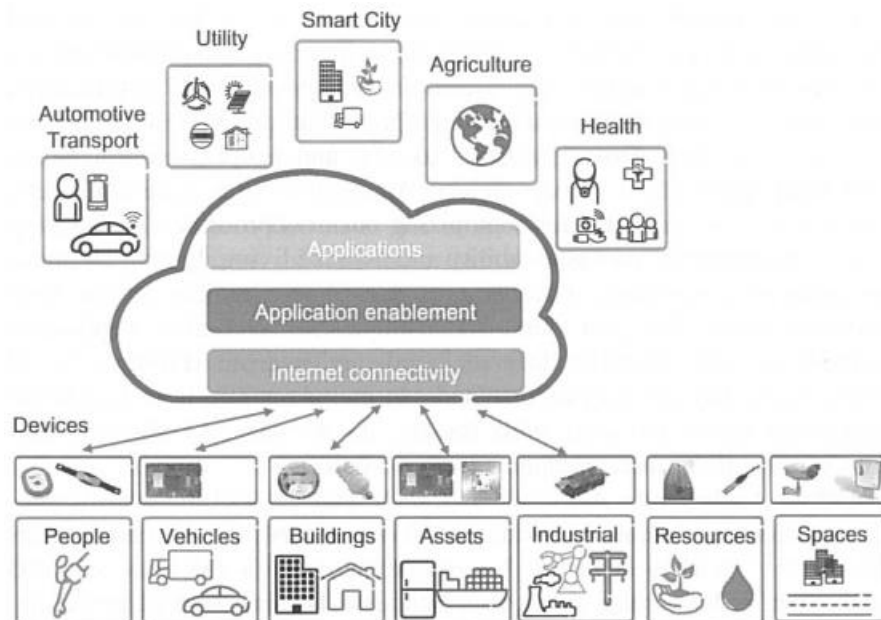 Smart City
Utility
Agriculture
Automotive
Transport
Health
Applications
Application enablement
Internet connectivity
Devices
People
Vehicles
Buildings
Assets
Industrial
Resources
Spaces